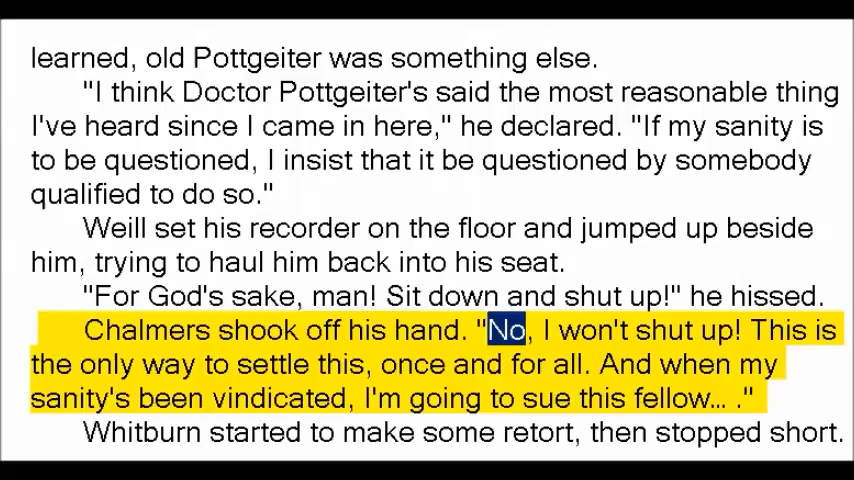 learned, old Pottgeiter was something else.
"I think Doctor Pottgeiter's said the most reasonable thing
I've heard since I came in here," he declared. "If my sanity is
to be questioned, I insist that it be questioned by somebody
qualified to do so."
Weill set his recorder on the floor and jumped up beside
him, trying to haul him back into his seat.
"For God's sake, man! Sit down and shut up!" he hissed.
Chalmers shook off his hand. "No, I won't shut up! This is
the only way to settle this, once and for all. And when my
sanity's been vindicated, I'm going to sue this fellow... ."
Whitburn started to make some retort, then stopped short.